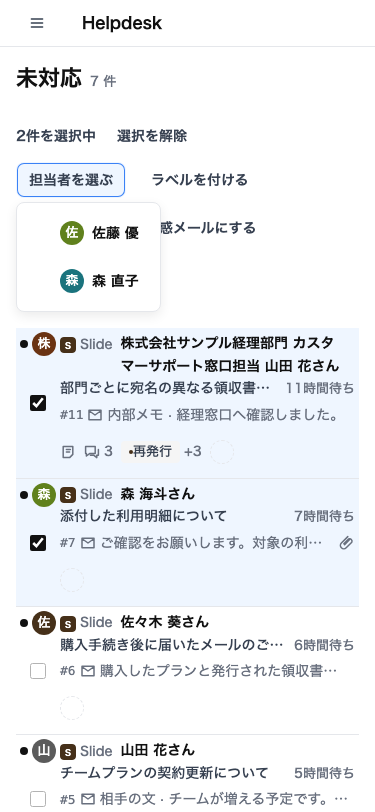 Helpdesk
未対応 7 件
2件を選択中 選択を解除
担当者を選ぶ ラベルを付ける
佐 佐藤 優
惑メールにする
森 森 直子
株 s Slide 株式会社サンプル経理部門 カスタ
マーサポート窓口担当 山田 花さん
部門ごとに宛名の異なる領収書… 11時間待ち
#11 内部メモ · 経理窓口へ確認しました。
3 •再発行 +3
森 s Slide 森 海斗さん
添付した利用明細について 7時間待ち
#7 ご確認をお願いします。対象の利…
佐 s Slide 佐々木 葵さん
購入手続き後に届いたメールのご… 6時間待ち
#6 購入したプランと発行された領収書…
山 s Slide 山田 花さん
チームプランの契約更新について 5時間待ち
#5 相手の文 · チームが増える予定です。…